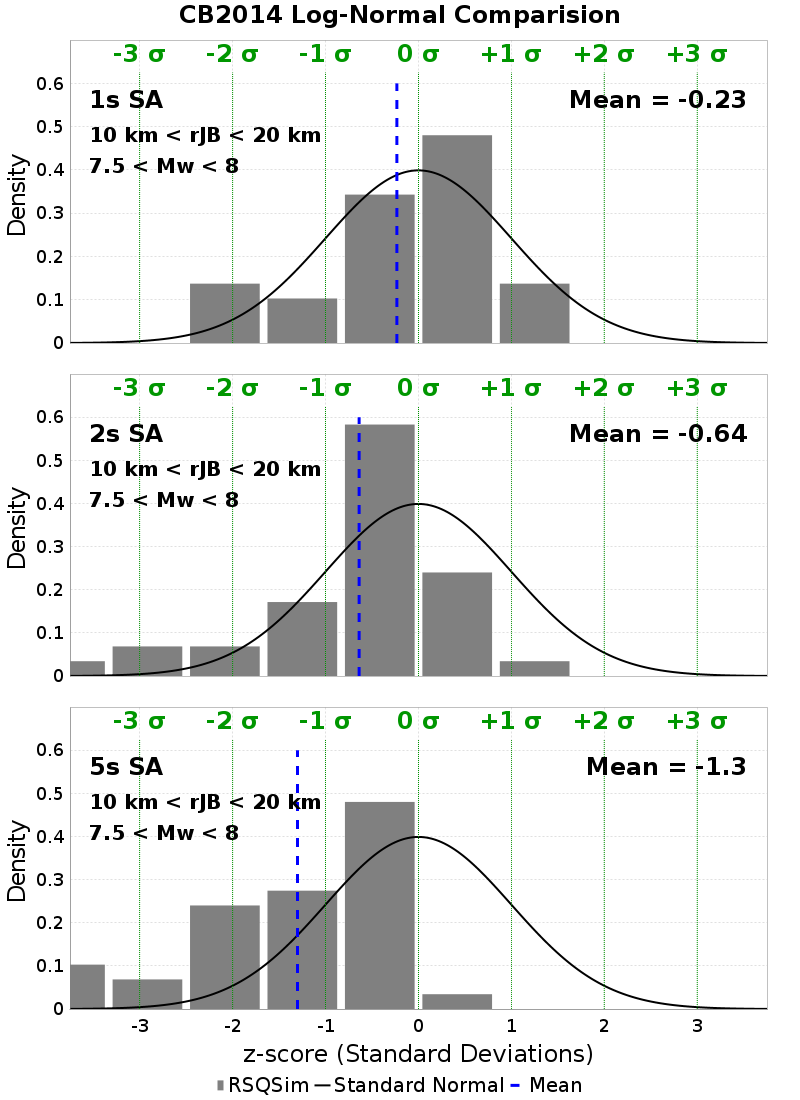 CB2014 Log-Normal Comparision
-3 σ -2 σ -1 σ 0 σ +1 σ +2 σ +3 σ
0.6
1s SA Mean = -0.23
0.5
10 km < rJB < 20 km
7.5 < Mw < 8
0.4
0.3
0.2
0.1
0
Density
-3 σ -2 σ -1 σ 0 σ +1 σ +2 σ +3 σ
0.6
2s SA Mean = -0.64
0.5
10 km < rJB < 20 km
7.5 < Mw < 8
0.4
0.3
0.2
0.1
0
Density
-3 σ -2 σ -1 σ 0 σ +1 σ +2 σ +3 σ
0.6
5s SA Mean = -1.3
0.5
10 km < rJB < 20 km
7.5 < Mw < 8
0.4
0.3
0.2
0.1
0
Density
-3 -2 -1 0 1 2 3
z-score (Standard Deviations)
RSQSim Standard Normal Mean